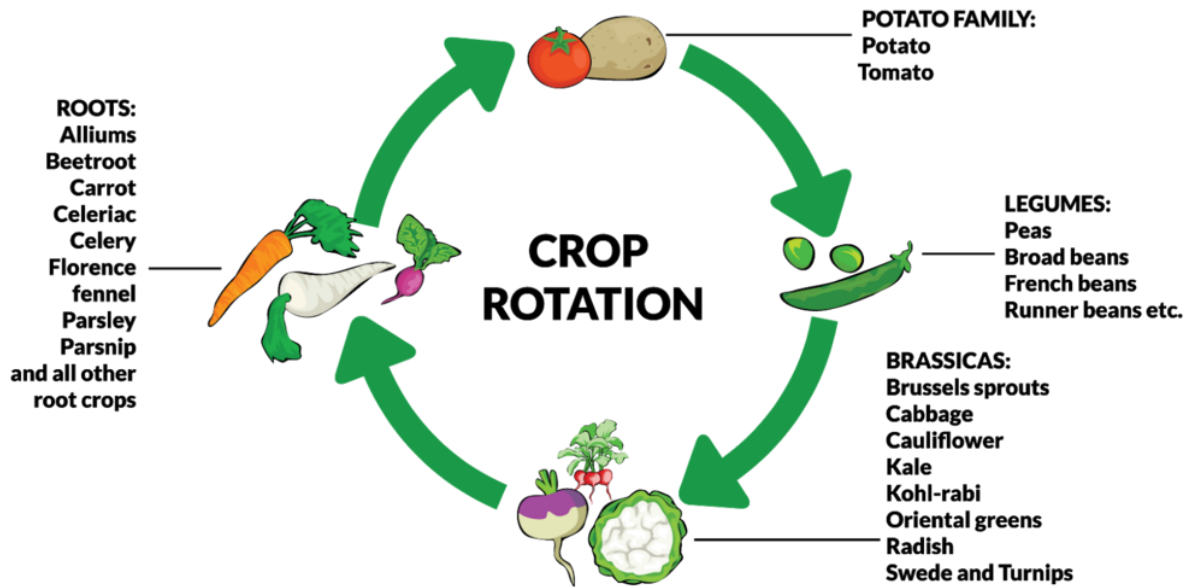 POTATO FAMILY:
Potato
Tomato
ROOTS:
Alliums
Beetroot
Carrot
Celeriac
Celery
Florence
fennel
Parsley
Parsnip
and all other
root crops
CROP
ROTATION
LEGUMES:
Peas
Broad beans
French beans
Runner beans etc.
BRASSICAS:
Brussels sprouts
Cabbage
Cauliflower
Kale
Kohl-rabi
Oriental greens
Radish
Swede and Turnips